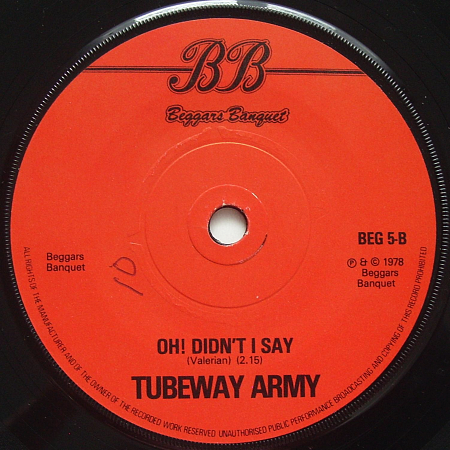 BB
Beggars Banquet
BEG 5-B
℗ & © 1978
Beggars
Banquet
Beggars
Banquet
10
OH! DIDN'T I SAY
(Valerian) (2.15)
TUBEWAY ARMY
ALL RIGHTS OF THE MANUFACTURER AND OF THE OWNER OF THE RECORDED WORK RESERVED UNAUTHORISED PUBLIC PERFORMANCE BROADCASTING AND COPYING OF THIS RECORD PROHIBITED